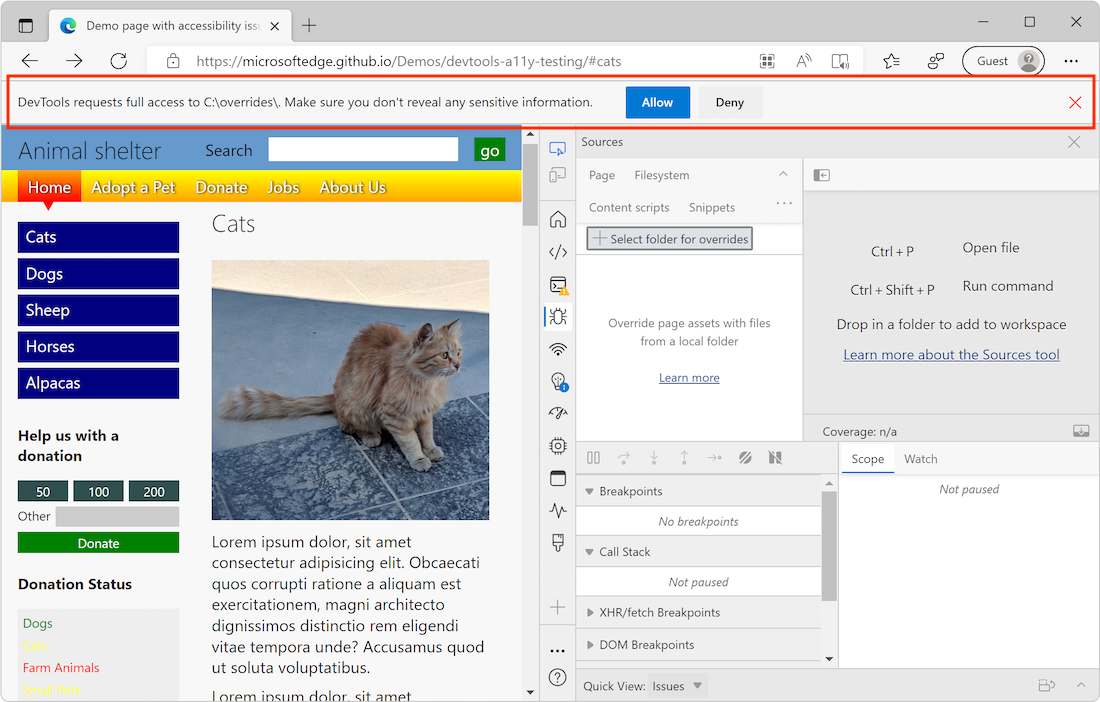 Demo page with accessibility issu
https://microsoftedge.github.io/Demos/devtools-a11y-testing/#cats
Guest
DevTools requests full access to C:\overrides\. Make sure you don't reveal any sensitive information.
Allow
Deny
Animal shelter
Search
go
Home
Adopt a Pet
Donate
Jobs
About Us
Cats
Dogs
Sheep
Horses
Alpacas
Help us with a
donation
50
100
200
Other
Donate
Donation Status
Dogs
Cats
Farm Animals
Small Pets
Cats
Lorem ipsum dolor, sit amet
consectetur adipisicing elit. Obcaecati
quos corrupti ratione a aliquam est
exercitationem, magni architecto
dignissimos distinctio rem eligendi
vitae tempora unde? Accusamus quod
ut soluta voluptatibus.
Lorem ipsum dolor, sit amet
Sources
Page
Filesystem
Content scripts
Snippets
Select folder for overrides
Override page assets with files
from a local folder
Learn more
Ctrl + P
Open file
Ctrl + Shift + P
Run command
Drop in a folder to add to workspace
Learn more about the Sources tool
Coverage: n/a
Breakpoints
No breakpoints
Call Stack
Not paused
XHR/fetch Breakpoints
DOM Breakpoints
Scope
Watch
Not paused
Quick View:
Issues